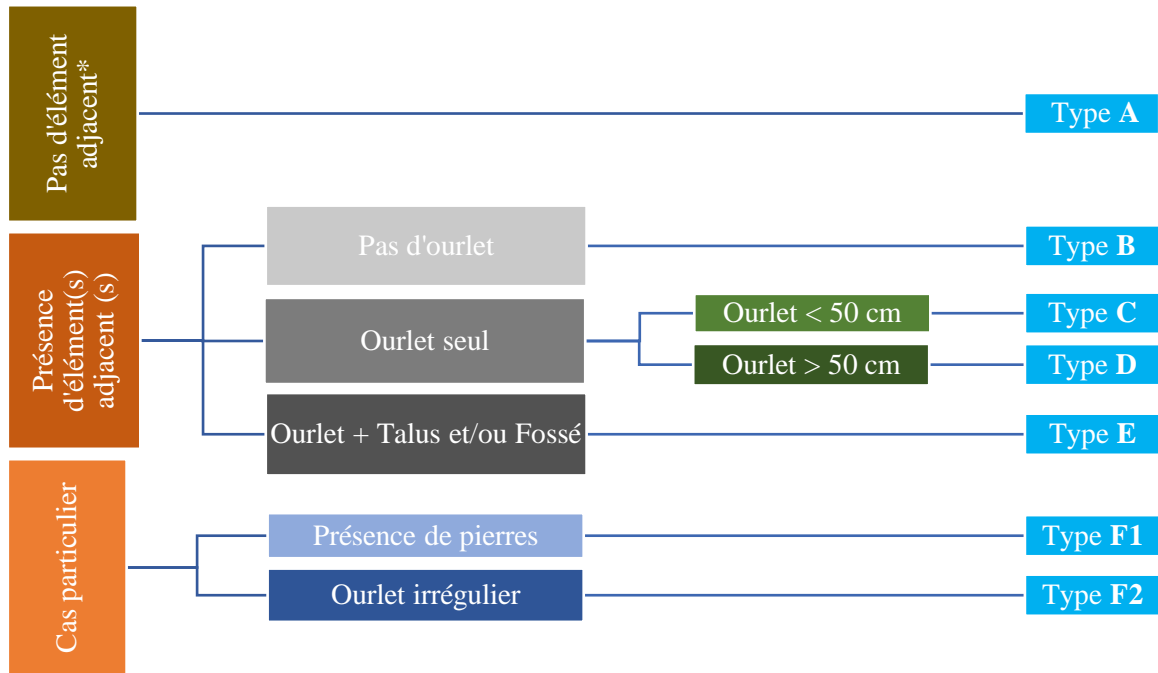 Pas d'élément
adjacent*
Type A
Présence
d'élément(s)
adjacent (s)
Pas d'ourlet
Type B
Ourlet seul
Ourlet < 50 cm
Type C
Ourlet > 50 cm
Type D
Ourlet + Talus et/ou Fossé
Type E
Cas particulier
Présence de pierres
Type F1
Ourlet irrégulier
Type F2